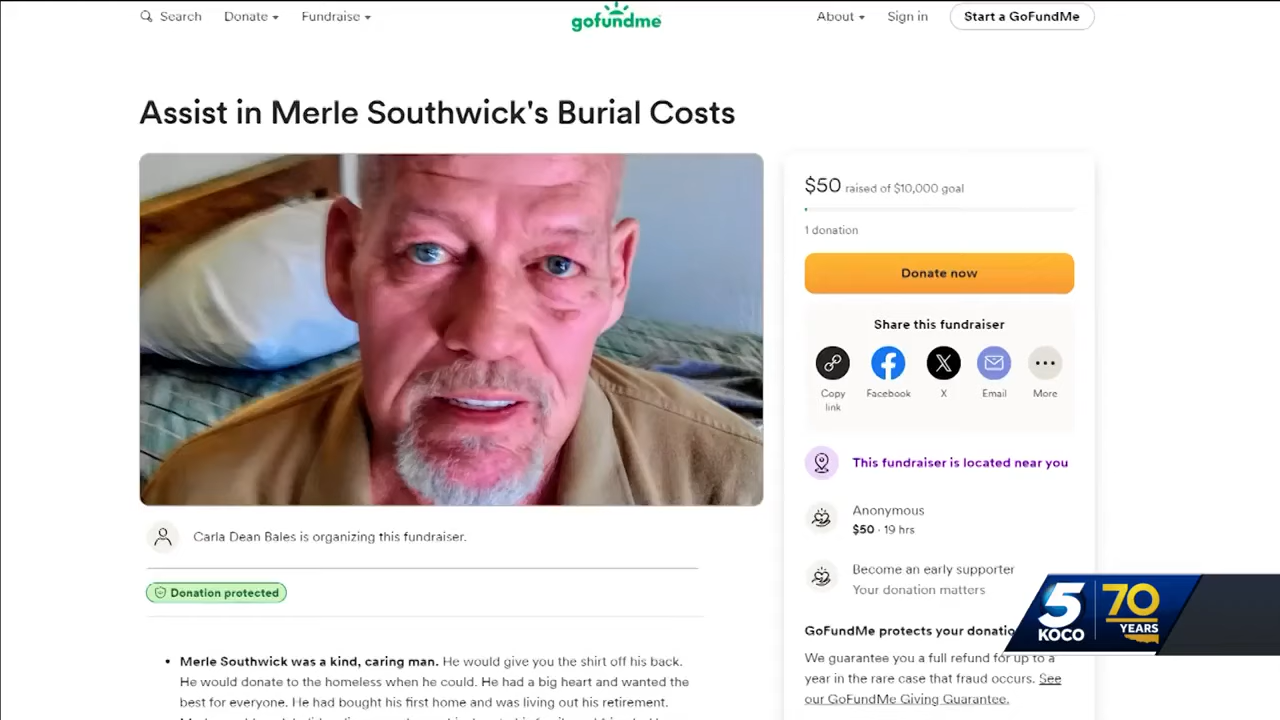 Search Donate Fundraise gofundme About Sign in Start a GoFundMe
Assist in Merle Southwick's Burial Costs
$50 raised of $10,000 goal
1 donation
Donate now
Share this fundraiser
Copy link
Facebook
X
Email
More
This fundraiser is located near you
Anonymous
$50 · 19 hrs
Become an early supporter
Your donation matters
GoFundMe protects your donatio
We guarantee you a full refund for up to a
year in the rare case that fraud occurs. See
our GoFundMe Giving Guarantee.
Carla Dean Bales is organizing this fundraiser.
Donation protected
• Merle Southwick was a kind, caring man. He would give you the shirt off his back.
He would donate to the homeless when he could. He had a big heart and wanted the
best for everyone. He had bought his first home and was living out his retirement.
5 KOCO
70 YEARS